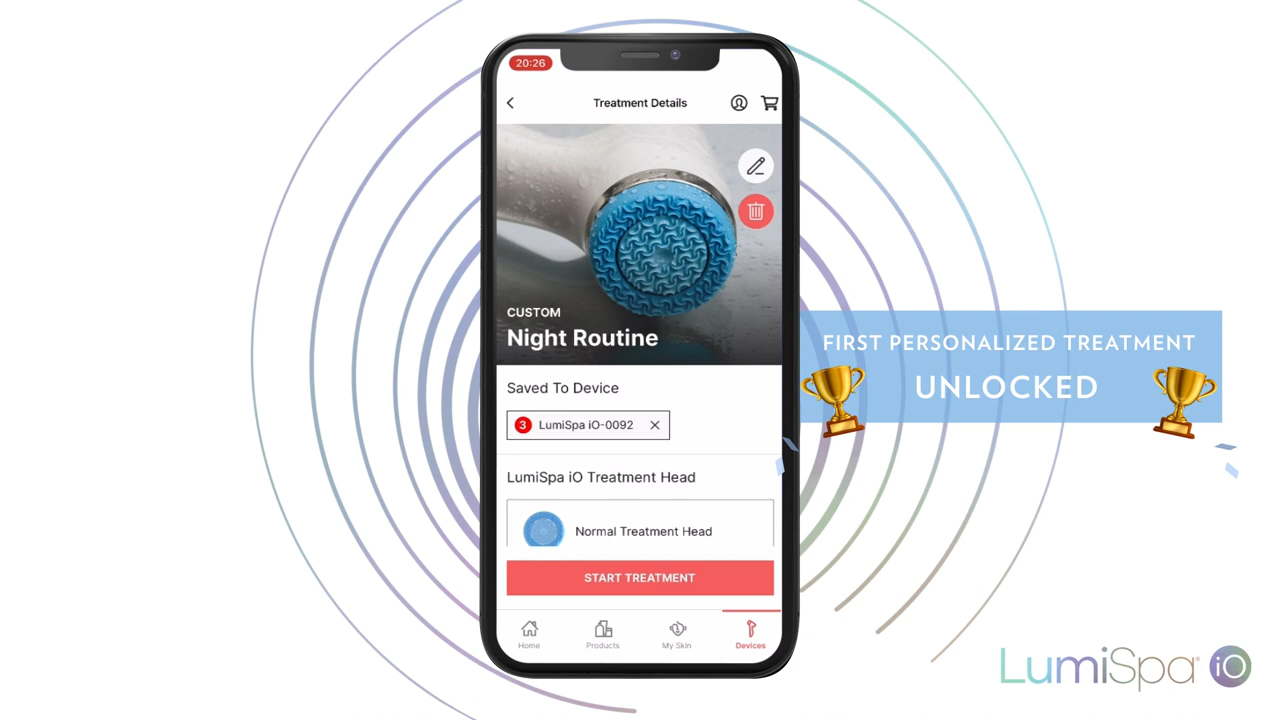 20:26
Treatment Details
CUSTOM
Night Routine
Saved To Device
3 LumiSpa iO-0092
LumiSpa iO Treatment Head
Normal Treatment Head
START TREATMENT
Home Products My Skin Devices
FIRST PERSONALIZED TREATMENT
UNLOCKED
LumiSpa® iO